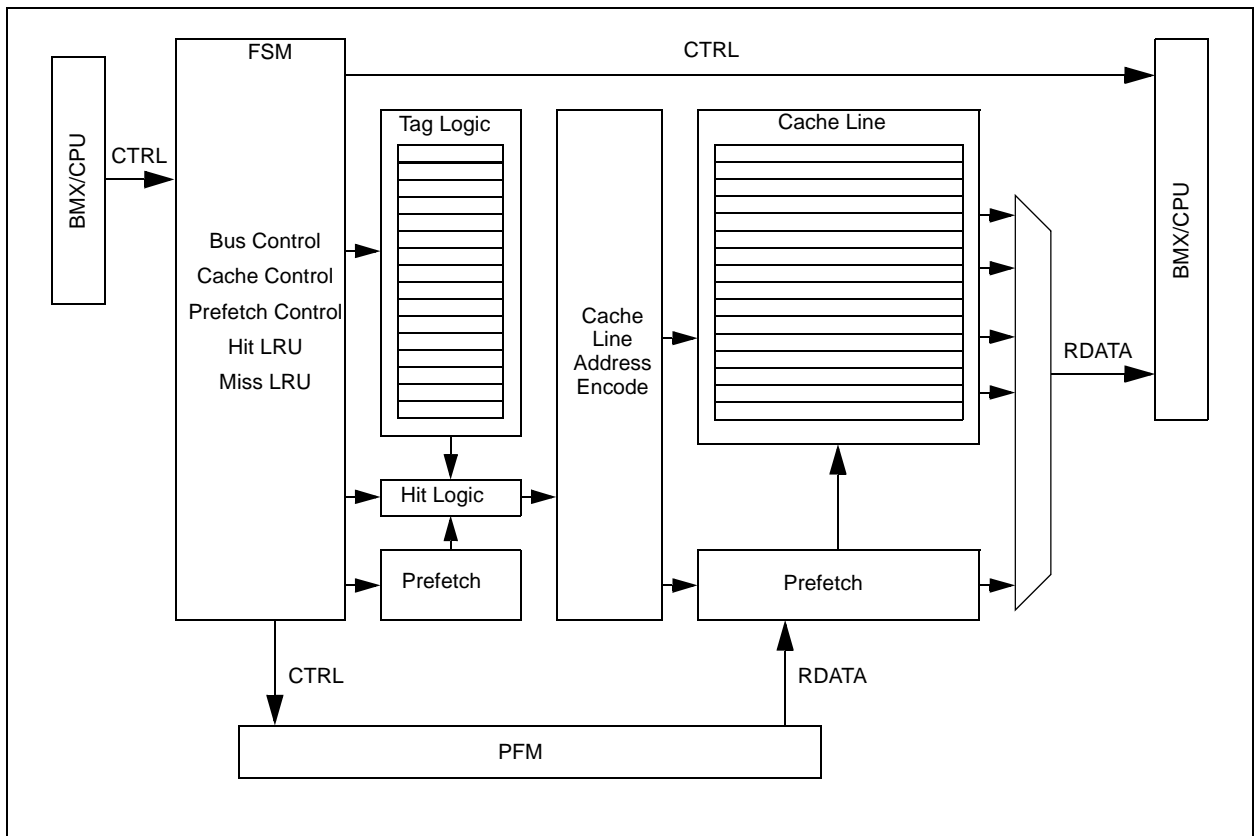 FSM
CTRL
BMX/CPU
CTRL
Tag Logic
Cache Line
BMX/CPU
Bus Control
Cache Control
Prefetch Control
Hit LRU
Miss LRU
Cache
Line
Address
Encode
RDATA
Hit Logic
Prefetch
Prefetch
CTRL
RDATA
PFM